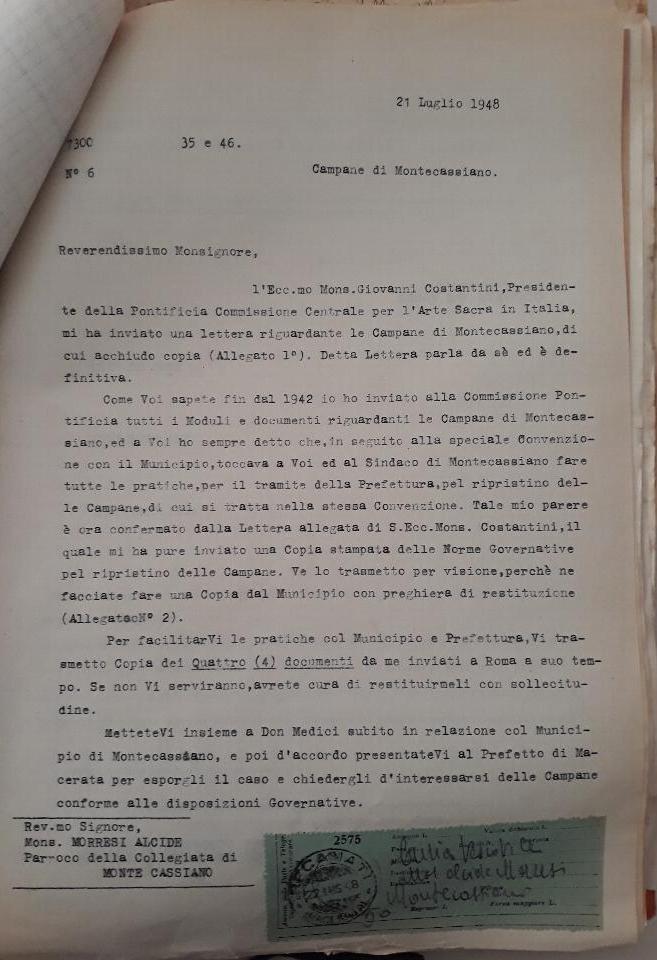 21 Luglio 1948
7300 35 e 46.
Nº 6 Campane di Montecassiano.
Reverendissimo Monsignore,
l'Ecc.mo Mons.Giovanni Costantini,Presiden-
te della Pontificia Commissione Centrale per l'Arte Sacra in Italia,
mi ha inviato una lettera riguardante le Campane di Montecassiano,di
cui acchiudo copia (Allegato 1º). Detta Lettera parla da sè ed è de-
finitiva.
Come Voi sapete fin dal 1942 io ho inviato alla Commissione Pon-
tificia tutti i Moduli e documenti riguardanti le Campane di Montecas-
siano,ed a Voi ho sempre detto che,in seguito alla speciale Convenzio-
ne con il Municipio,toccava a Voi ed al Sindaco di Montecassiano fare
tutte le pratiche,per il tramite della Prefettura,pel ripristino del-
le Campane,di cui si tratta nella stessa Convenzione. Tale mio parere
è ora confermato dalla Lettera allegata di S.Ecc.Mons. Costantini,il
quale mi ha pure inviato una Copia stampata delle Norme Governative
pel ripristino delle Campane. Ve lo trasmetto per visione,perchè ne
facciate fare una Copia dal Municipio con preghiera di restituzione
(AllegatocNº 2).
Per facilitarVi le pratiche col Municipio e Prefettura,Vi tra-
smetto Copia dei Quattro (4) documenti da me inviati a Roma a suo tem-
po. Se non Vi serviranno,avrete cura di restituirmeli con sollecitu-
dine.
MetteteVi insieme a Don Medici subito in relazione col Munici-
pio di Montecassiano, e poi d'accordo presentateVi al Prefetto di Ma-
cerata per esporgli il caso e chiedergli d'interessarsi delle Campane
conforme alle disposizioni Governative.
Rev.mo Signore,
Mons. MORRESI ALCIDE
Parroco della Collegiata di
MONTE CASSIANO
2575
RECANATI